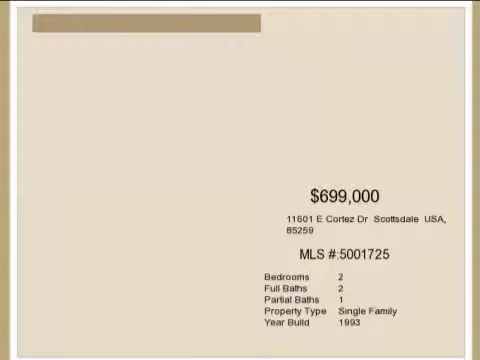 $699,000
11601 E Cortez Dr Scottsdale USA,
85259
MLS #:5001725
Bedrooms 2
Full Baths 2
Partial Baths 1
Property Type Single Family
Year Build 1993